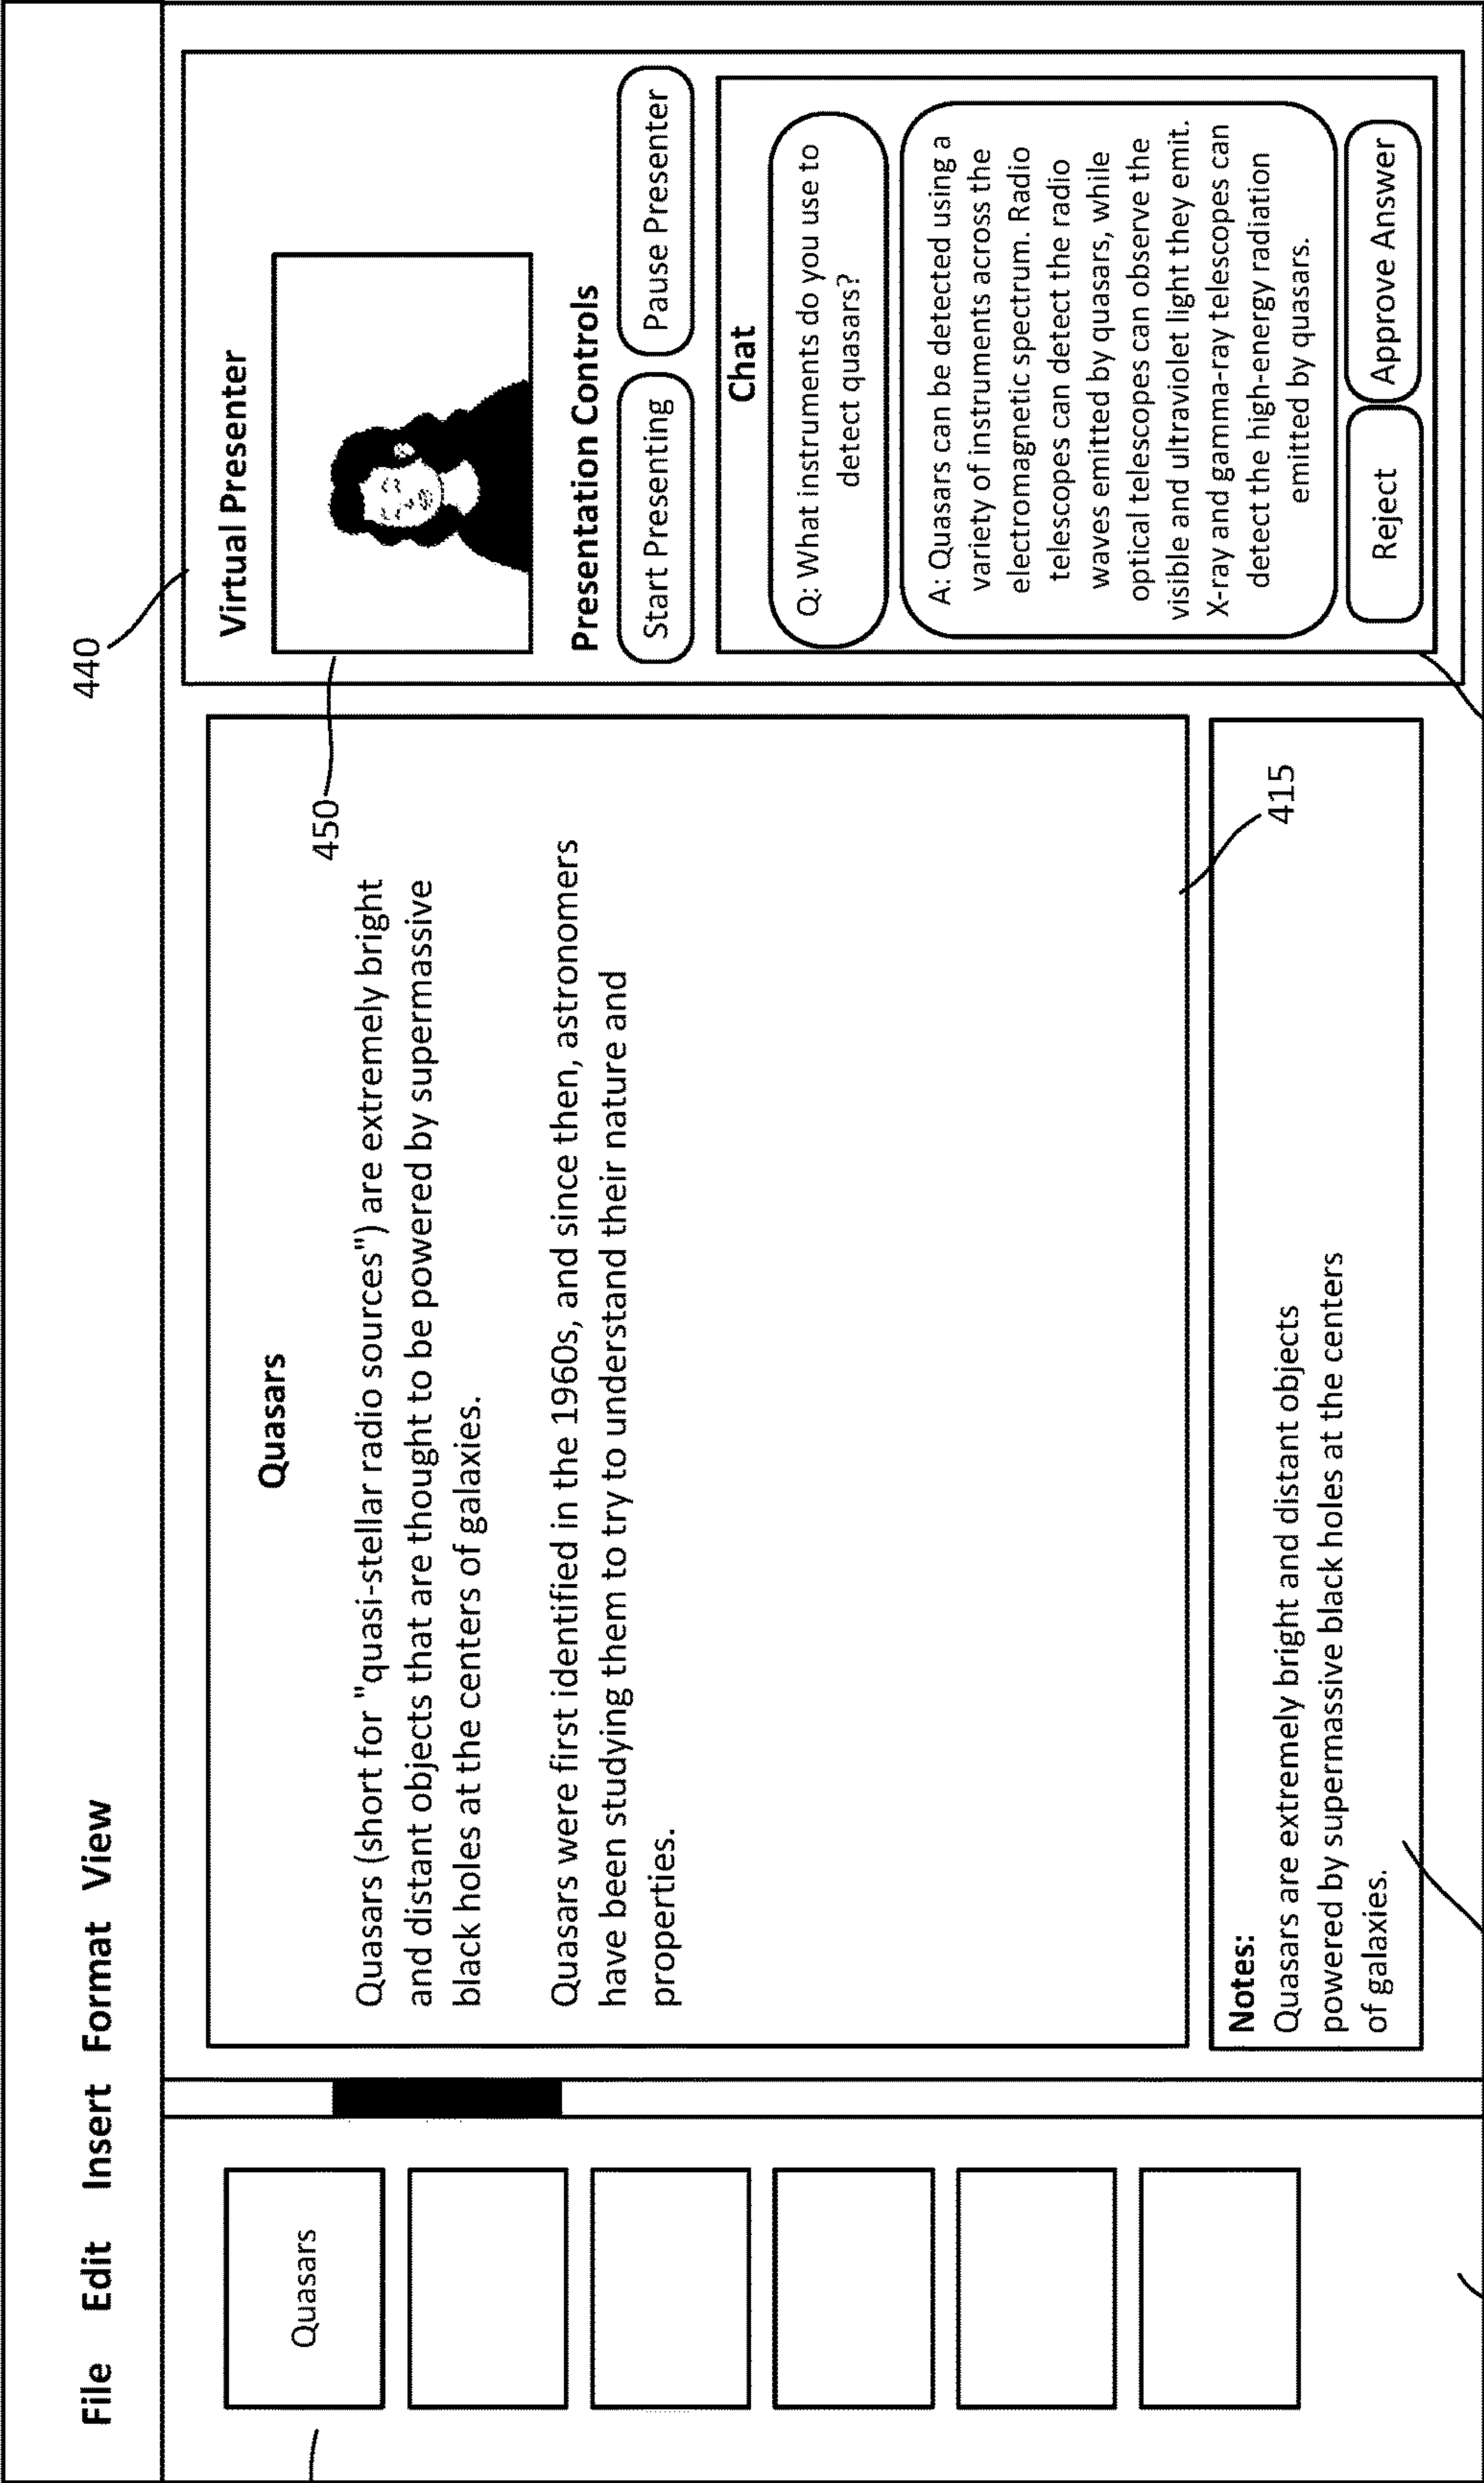 File Edit Insert Format View
Quasars
Quasars
Quasars (short for "quasi-stellar radio sources") are extremely bright
and distant objects that are thought to be powered by supermassive
black holes at the centers of galaxies.
Quasars were first identified in the 1960s, and since then, astronomers
have been studying them to try to understand their nature and
properties.
415
Notes:
Quasars are extremely bright and distant objects
powered by supermassive black holes at the centers
of galaxies.
440
Virtual Presenter
450
Presentation Controls
Start Presenting
Pause Presenter
Chat
Q: What instruments do you use to
detect quasars?
A: Quasars can be detected using a
variety of instruments across the
electromagnetic spectrum. Radio
telescopes can detect the radio
waves emitted by quasars, while
optical telescopes can observe the
visible and ultraviolet light they emit.
X-ray and gamma-ray telescopes can
detect the high-energy radiation
emitted by quasars.
Reject
Approve Answer